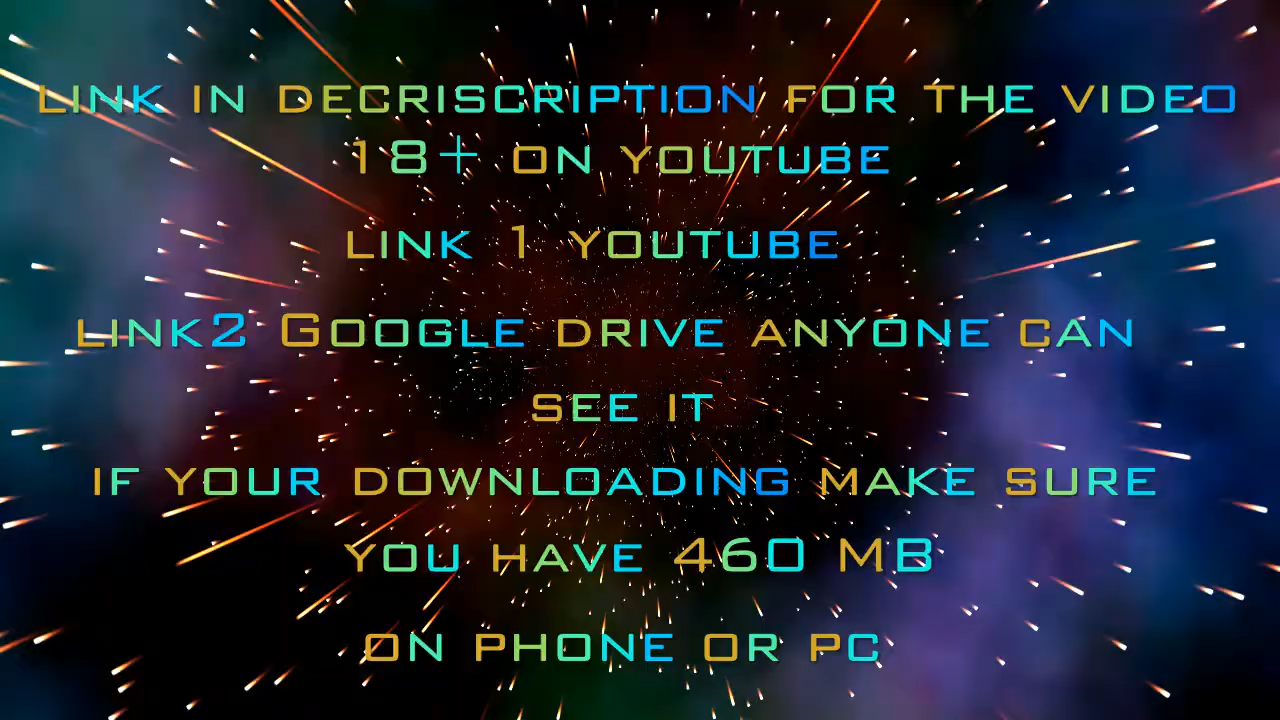 LINK IN DECRISCRIPTION FOR THE VIDEO
18+ ON YOUTUBE
LINK 1 YOUTUBE
LINK2 GOOGLE DRIVE ANYONE CAN
SEE IT
IF YOUR DOWNLOADING MAKE SURE
YOU HAVE 460 MB
ON PHONE OR PC